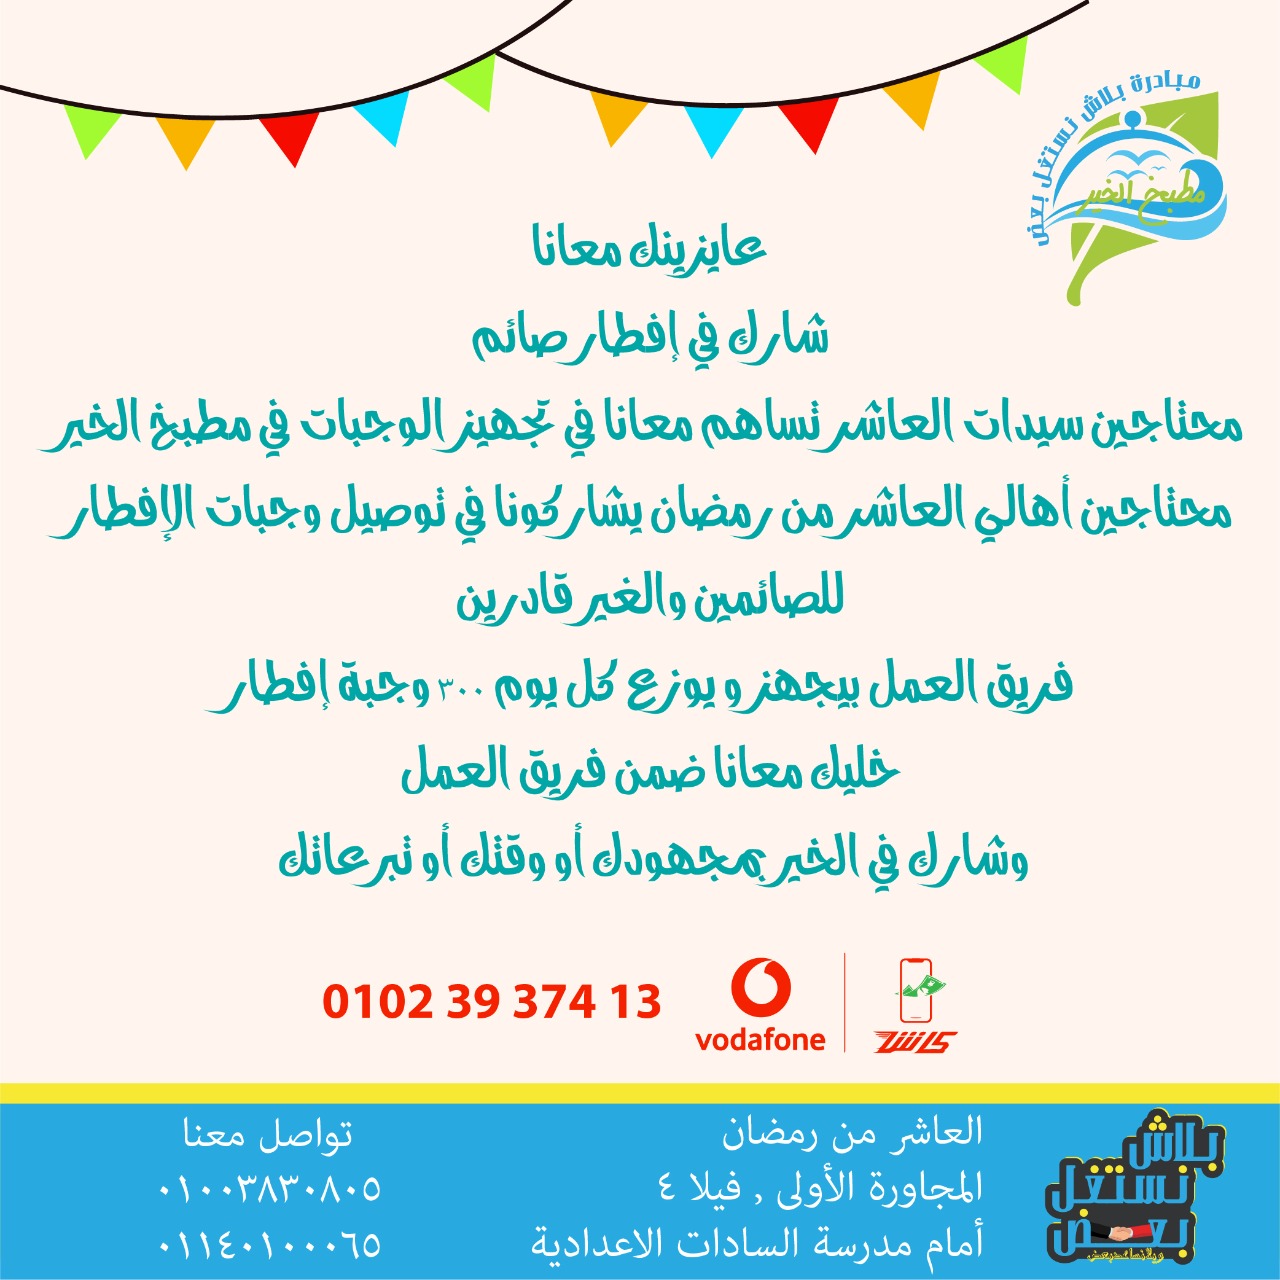 مبادرة بلاش نستغل بعض
مطبخ الخير
عايزينك معانا
شارك في إفطار صائم
محتاجين سيدات العاشر تساهم معانا في تجهيز الوجبات في مطبخ الخير
محتاجين أهالي العاشر من رمضان يشاركونا في توصيل وجبات الإفطار
للصائمين والغير قادرين
فريق العمل بيجهز و يوزع كل يوم ٣٠٠ وجبة إفطار
خليك معانا ضمن فريق العمل
وشارك في الخير بمجهودك أو وقتك أو تبرعاتك
0102 39 374 13
vodafone
كاش
العاشر من رمضان
المجاورة الأولى , فيلا ٤
أمام مدرسة السادات الاعدادية
تواصل معنا
٠١٠٠٣٨٣٠٨٠٥
٠١١٤٠١٠٠٠٦٥
بلاش
نستغل
بعض
ويلا نساعد بعض